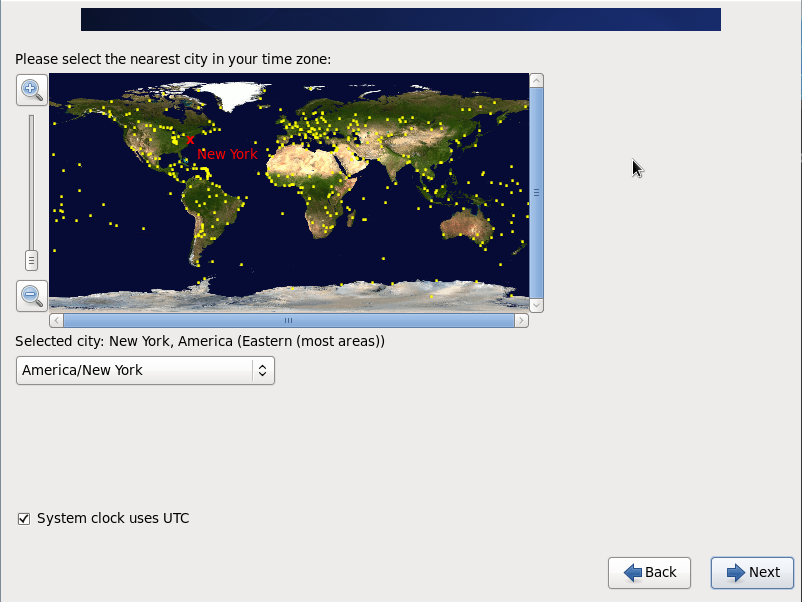 Please select the nearest city in your time zone:
New York
Selected city: New York, America (Eastern (most areas))
America/New York
System clock uses UTC
Back
Next